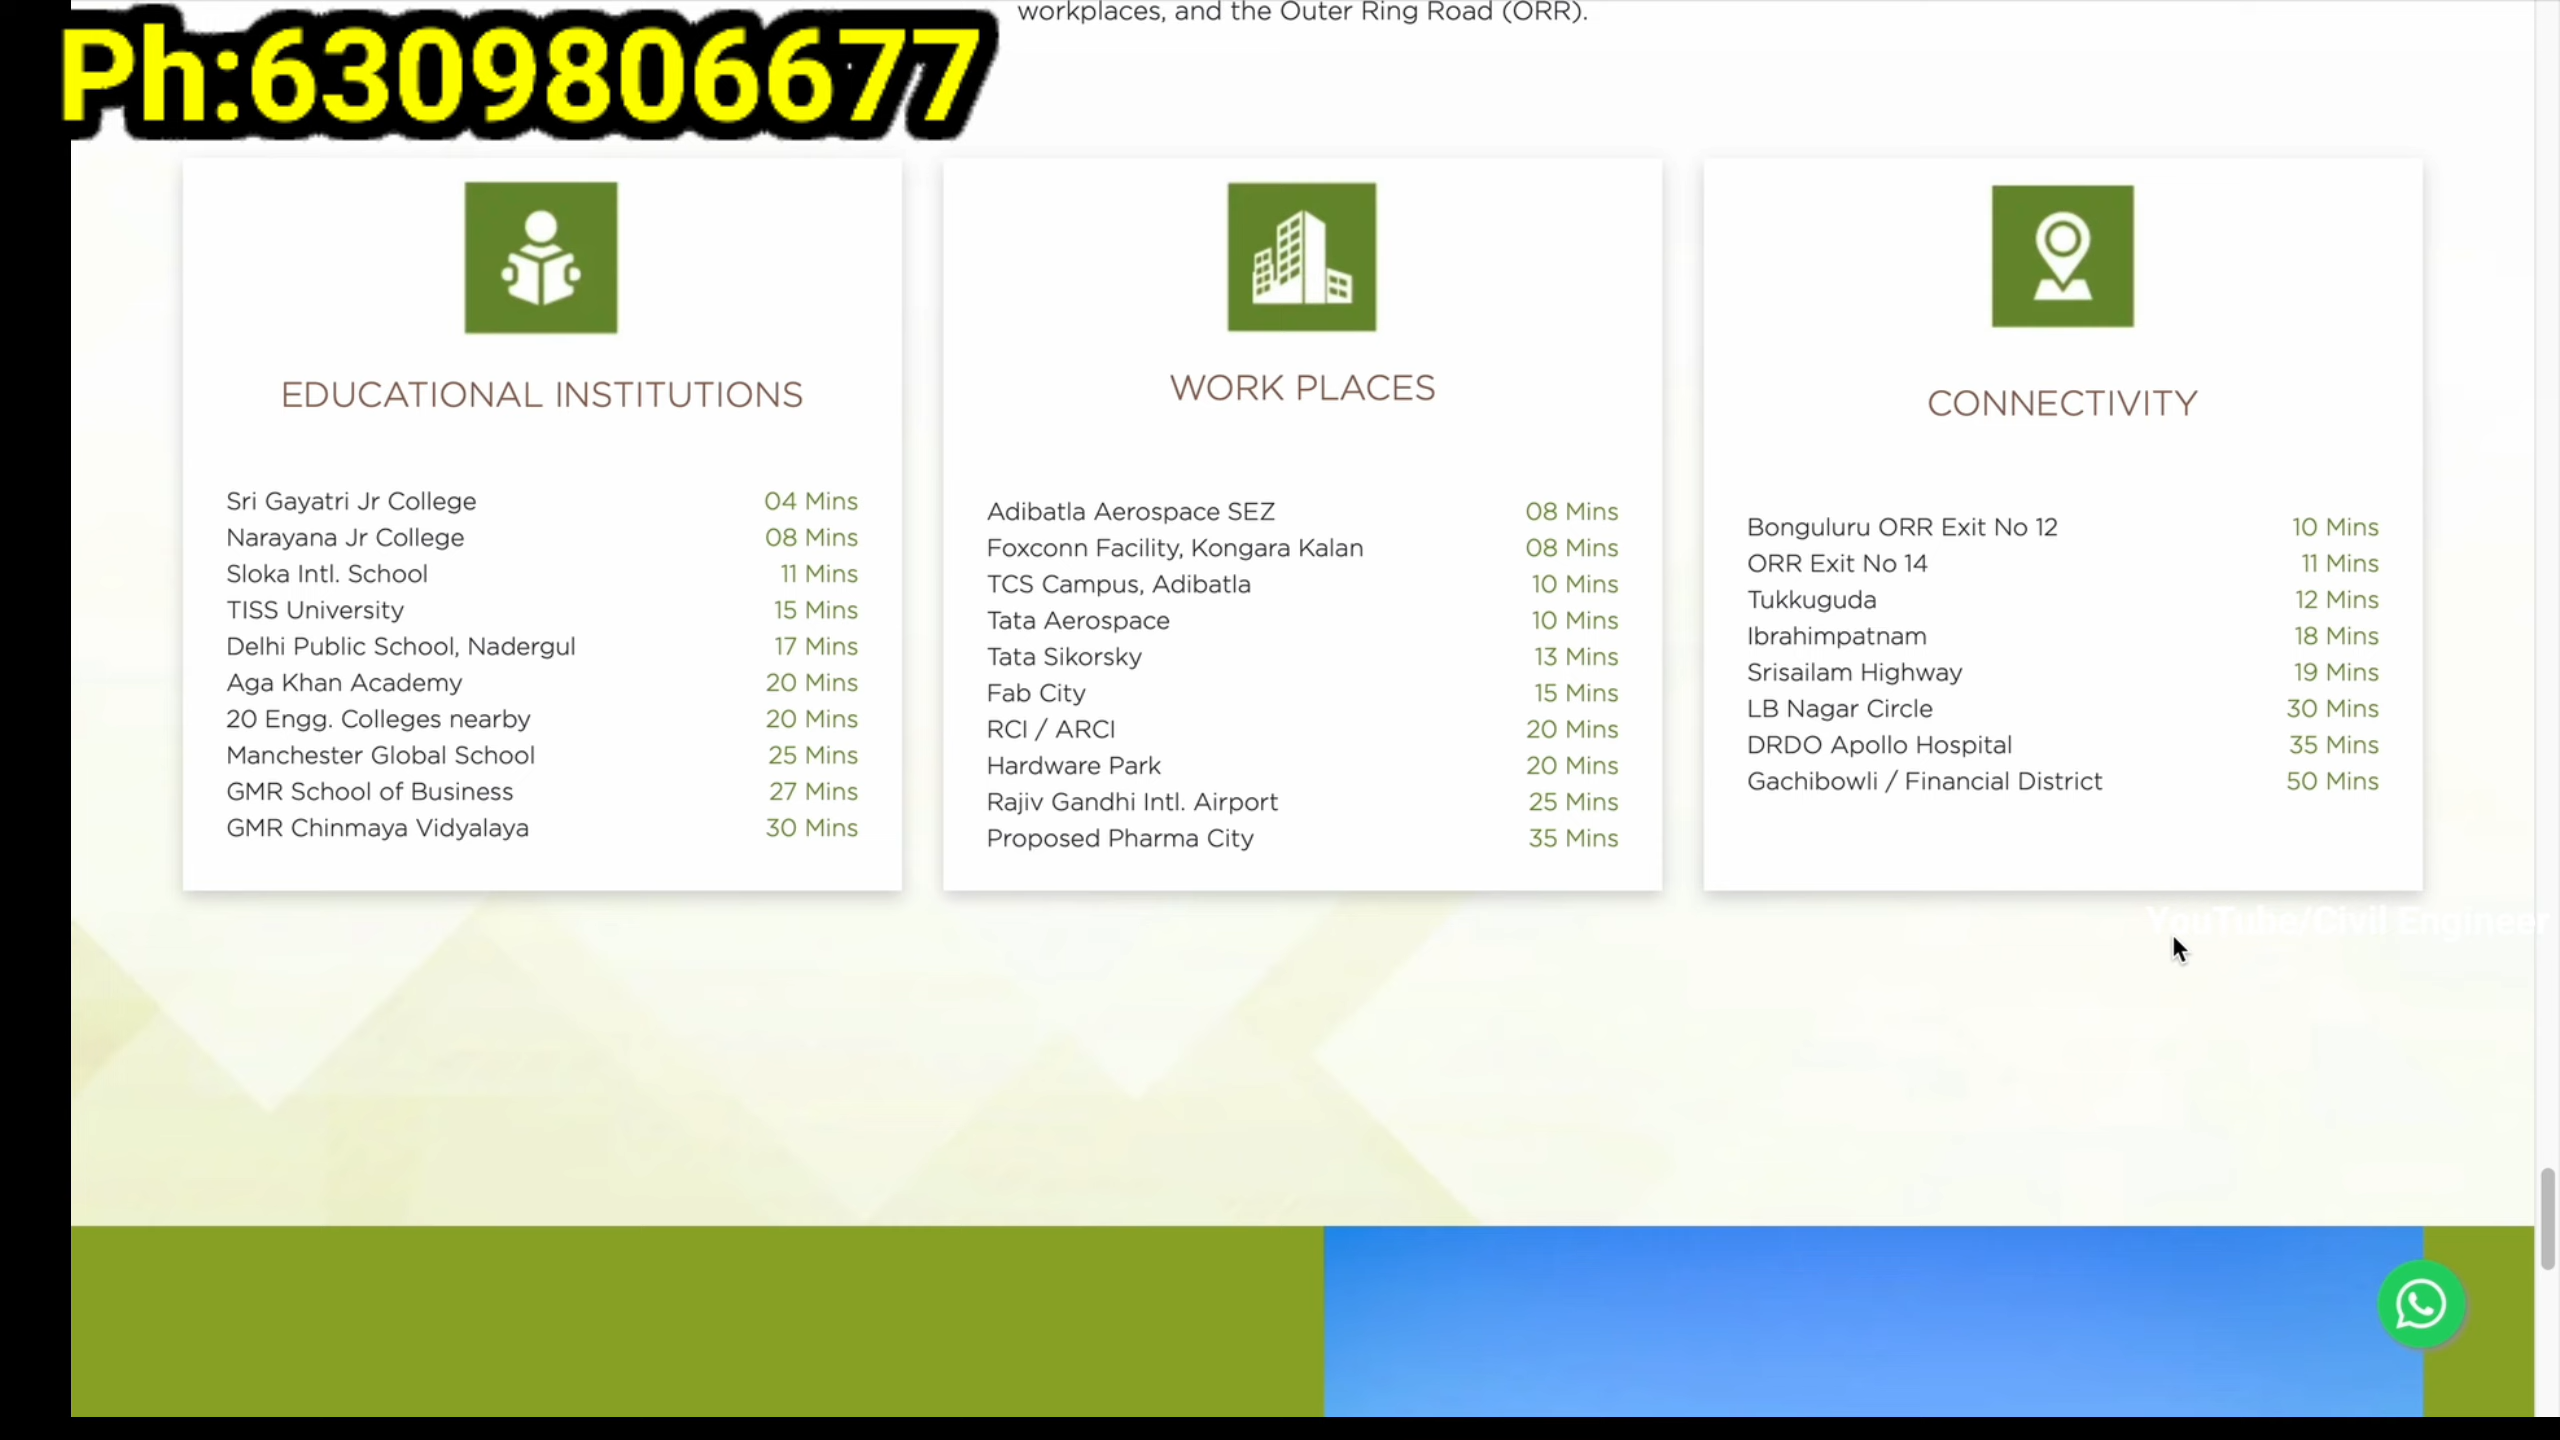 workplaces, and the Outer Ring Road (ORR).
Ph:6309806677
EDUCATIONAL INSTITUTIONS
Sri Gayatri Jr College 04 Mins
Narayana Jr College 08 Mins
Sloka Intl. School 11 Mins
TISS University 15 Mins
Delhi Public School, Nadergul 17 Mins
Aga Khan Academy 20 Mins
20 Engg. Colleges nearby 20 Mins
Manchester Global School 25 Mins
GMR School of Business 27 Mins
GMR Chinmaya Vidyalaya 30 Mins
WORK PLACES
Adibatla Aerospace SEZ 08 Mins
Foxconn Facility, Kongara Kalan 08 Mins
TCS Campus, Adibatla 10 Mins
Tata Aerospace 10 Mins
Tata Sikorsky 13 Mins
Fab City 15 Mins
RCI / ARCI 20 Mins
Hardware Park 20 Mins
Rajiv Gandhi Intl. Airport 25 Mins
Proposed Pharma City 35 Mins
CONNECTIVITY
Bonguluru ORR Exit No 12 10 Mins
ORR Exit No 14 11 Mins
Tukkuguda 12 Mins
Ibrahimpatnam 18 Mins
Srisailam Highway 19 Mins
LB Nagar Circle 30 Mins
DRDO Apollo Hospital 35 Mins
Gachibowli / Financial District 50 Mins
YouTube/Civil Engineer